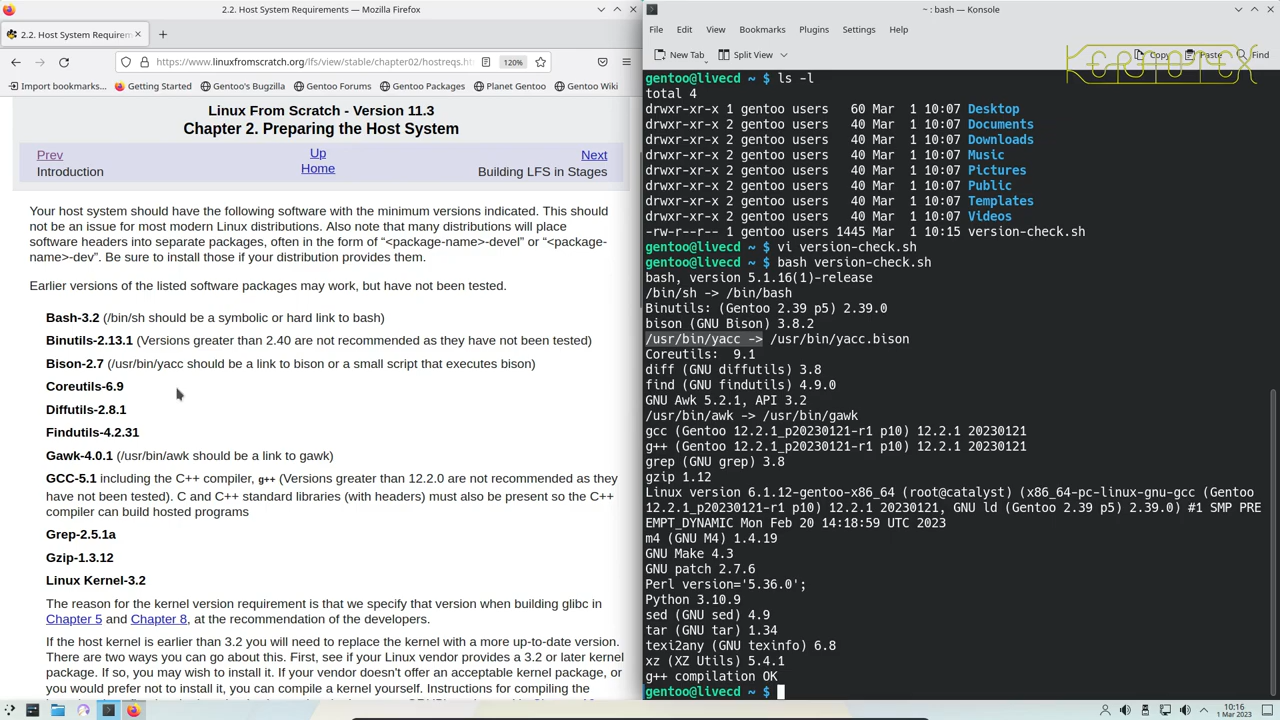 2.2. Host System Requirements — Mozilla Firefox
2.2. Host System Requirem
https://www.linuxfromscratch.org/lfs/view/stable/chapter02/hostreqs.h
120%
Import bookmarks...
Getting Started
Gentoo's Bugzilla
Gentoo Forums
Gentoo Packages
Planet Gentoo
Gentoo Wiki
Linux From Scratch - Version 11.3
Chapter 2. Preparing the Host System
Prev
Up
Next
Introduction
Home
Building LFS in Stages
Your host system should have the following software with the minimum versions indicated. This should
not be an issue for most modern Linux distributions. Also note that many distributions will place
software headers into separate packages, often in the form of “<package-name>-devel” or “<package-
name>-dev”. Be sure to install those if your distribution provides them.
Earlier versions of the listed software packages may work, but have not been tested.
Bash-3.2 (/bin/sh should be a symbolic or hard link to bash)
Binutils-2.13.1 (Versions greater than 2.40 are not recommended as they have not been tested)
Bison-2.7 (/usr/bin/yacc should be a link to bison or a small script that executes bison)
Coreutils-6.9
Diffutils-2.8.1
Findutils-4.2.31
Gawk-4.0.1 (/usr/bin/awk should be a link to gawk)
GCC-5.1 including the C++ compiler, g++ (Versions greater than 12.2.0 are not recommended as they
have not been tested). C and C++ standard libraries (with headers) must also be present so the C++
compiler can build hosted programs
Grep-2.5.1a
Gzip-1.3.12
Linux Kernel-3.2
The reason for the kernel version requirement is that we specify that version when building glibc in
Chapter 5 and Chapter 8, at the recommendation of the developers.
If the host kernel is earlier than 3.2 you will need to replace the kernel with a more up-to-date version.
There are two ways you can go about this. First, see if your Linux vendor provides a 3.2 or later kernel
package. If so, you may wish to install it. If your vendor doesn't offer an acceptable kernel package, or
you would prefer not to install it, you can compile a kernel yourself. Instructions for compiling the
~ : bash — Konsole
File Edit View Bookmarks Plugins Settings Help
New Tab
Split View
Copy
Paste
Find
KERNOTEX
gentoo@livecd ~ $ ls -l
total 4
drwxr-xr-x 1 gentoo users 60 Mar 1 10:07 Desktop
drwxr-xr-x 2 gentoo users 40 Mar 1 10:07 Documents
drwxr-xr-x 2 gentoo users 40 Mar 1 10:07 Downloads
drwxr-xr-x 2 gentoo users 40 Mar 1 10:07 Music
drwxr-xr-x 2 gentoo users 40 Mar 1 10:07 Pictures
drwxr-xr-x 2 gentoo users 40 Mar 1 10:07 Public
drwxr-xr-x 2 gentoo users 40 Mar 1 10:07 Templates
drwxr-xr-x 2 gentoo users 40 Mar 1 10:07 Videos
-rw-r--r-- 1 gentoo users 1445 Mar 1 10:15 version-check.sh
gentoo@livecd ~ $ vi version-check.sh
gentoo@livecd ~ $ bash version-check.sh
bash, version 5.1.16(1)-release
/bin/sh -> /bin/bash
Binutils: (Gentoo 2.39 p5) 2.39.0
bison (GNU Bison) 3.8.2
/usr/bin/yacc -> /usr/bin/yacc.bison
Coreutils:  9.1
diff (GNU diffutils) 3.8
find (GNU findutils) 4.9.0
GNU Awk 5.2.1, API 3.2
/usr/bin/awk -> /usr/bin/gawk
gcc (Gentoo 12.2.1_p20230121-r1 p10) 12.2.1 20230121
g++ (Gentoo 12.2.1_p20230121-r1 p10) 12.2.1 20230121
grep (GNU grep) 3.8
gzip 1.12
Linux version 6.1.12-gentoo-x86_64 (root@catalyst) (x86_64-pc-linux-gnu-gcc (Gentoo
12.2.1_p20230121-r1 p10) 12.2.1 20230121, GNU ld (Gentoo 2.39 p5) 2.39.0) #1 SMP PRE
EMPT_DYNAMIC Mon Feb 20 14:18:59 UTC 2023
m4 (GNU M4) 1.4.19
GNU Make 4.3
GNU patch 2.7.6
Perl version='5.36.0';
Python 3.10.9
sed (GNU sed) 4.9
tar (GNU tar) 1.34
texi2any (GNU texinfo) 6.8
xz (XZ Utils) 5.4.1
g++ compilation OK
gentoo@livecd ~ $
10:16
1 Mar 2023